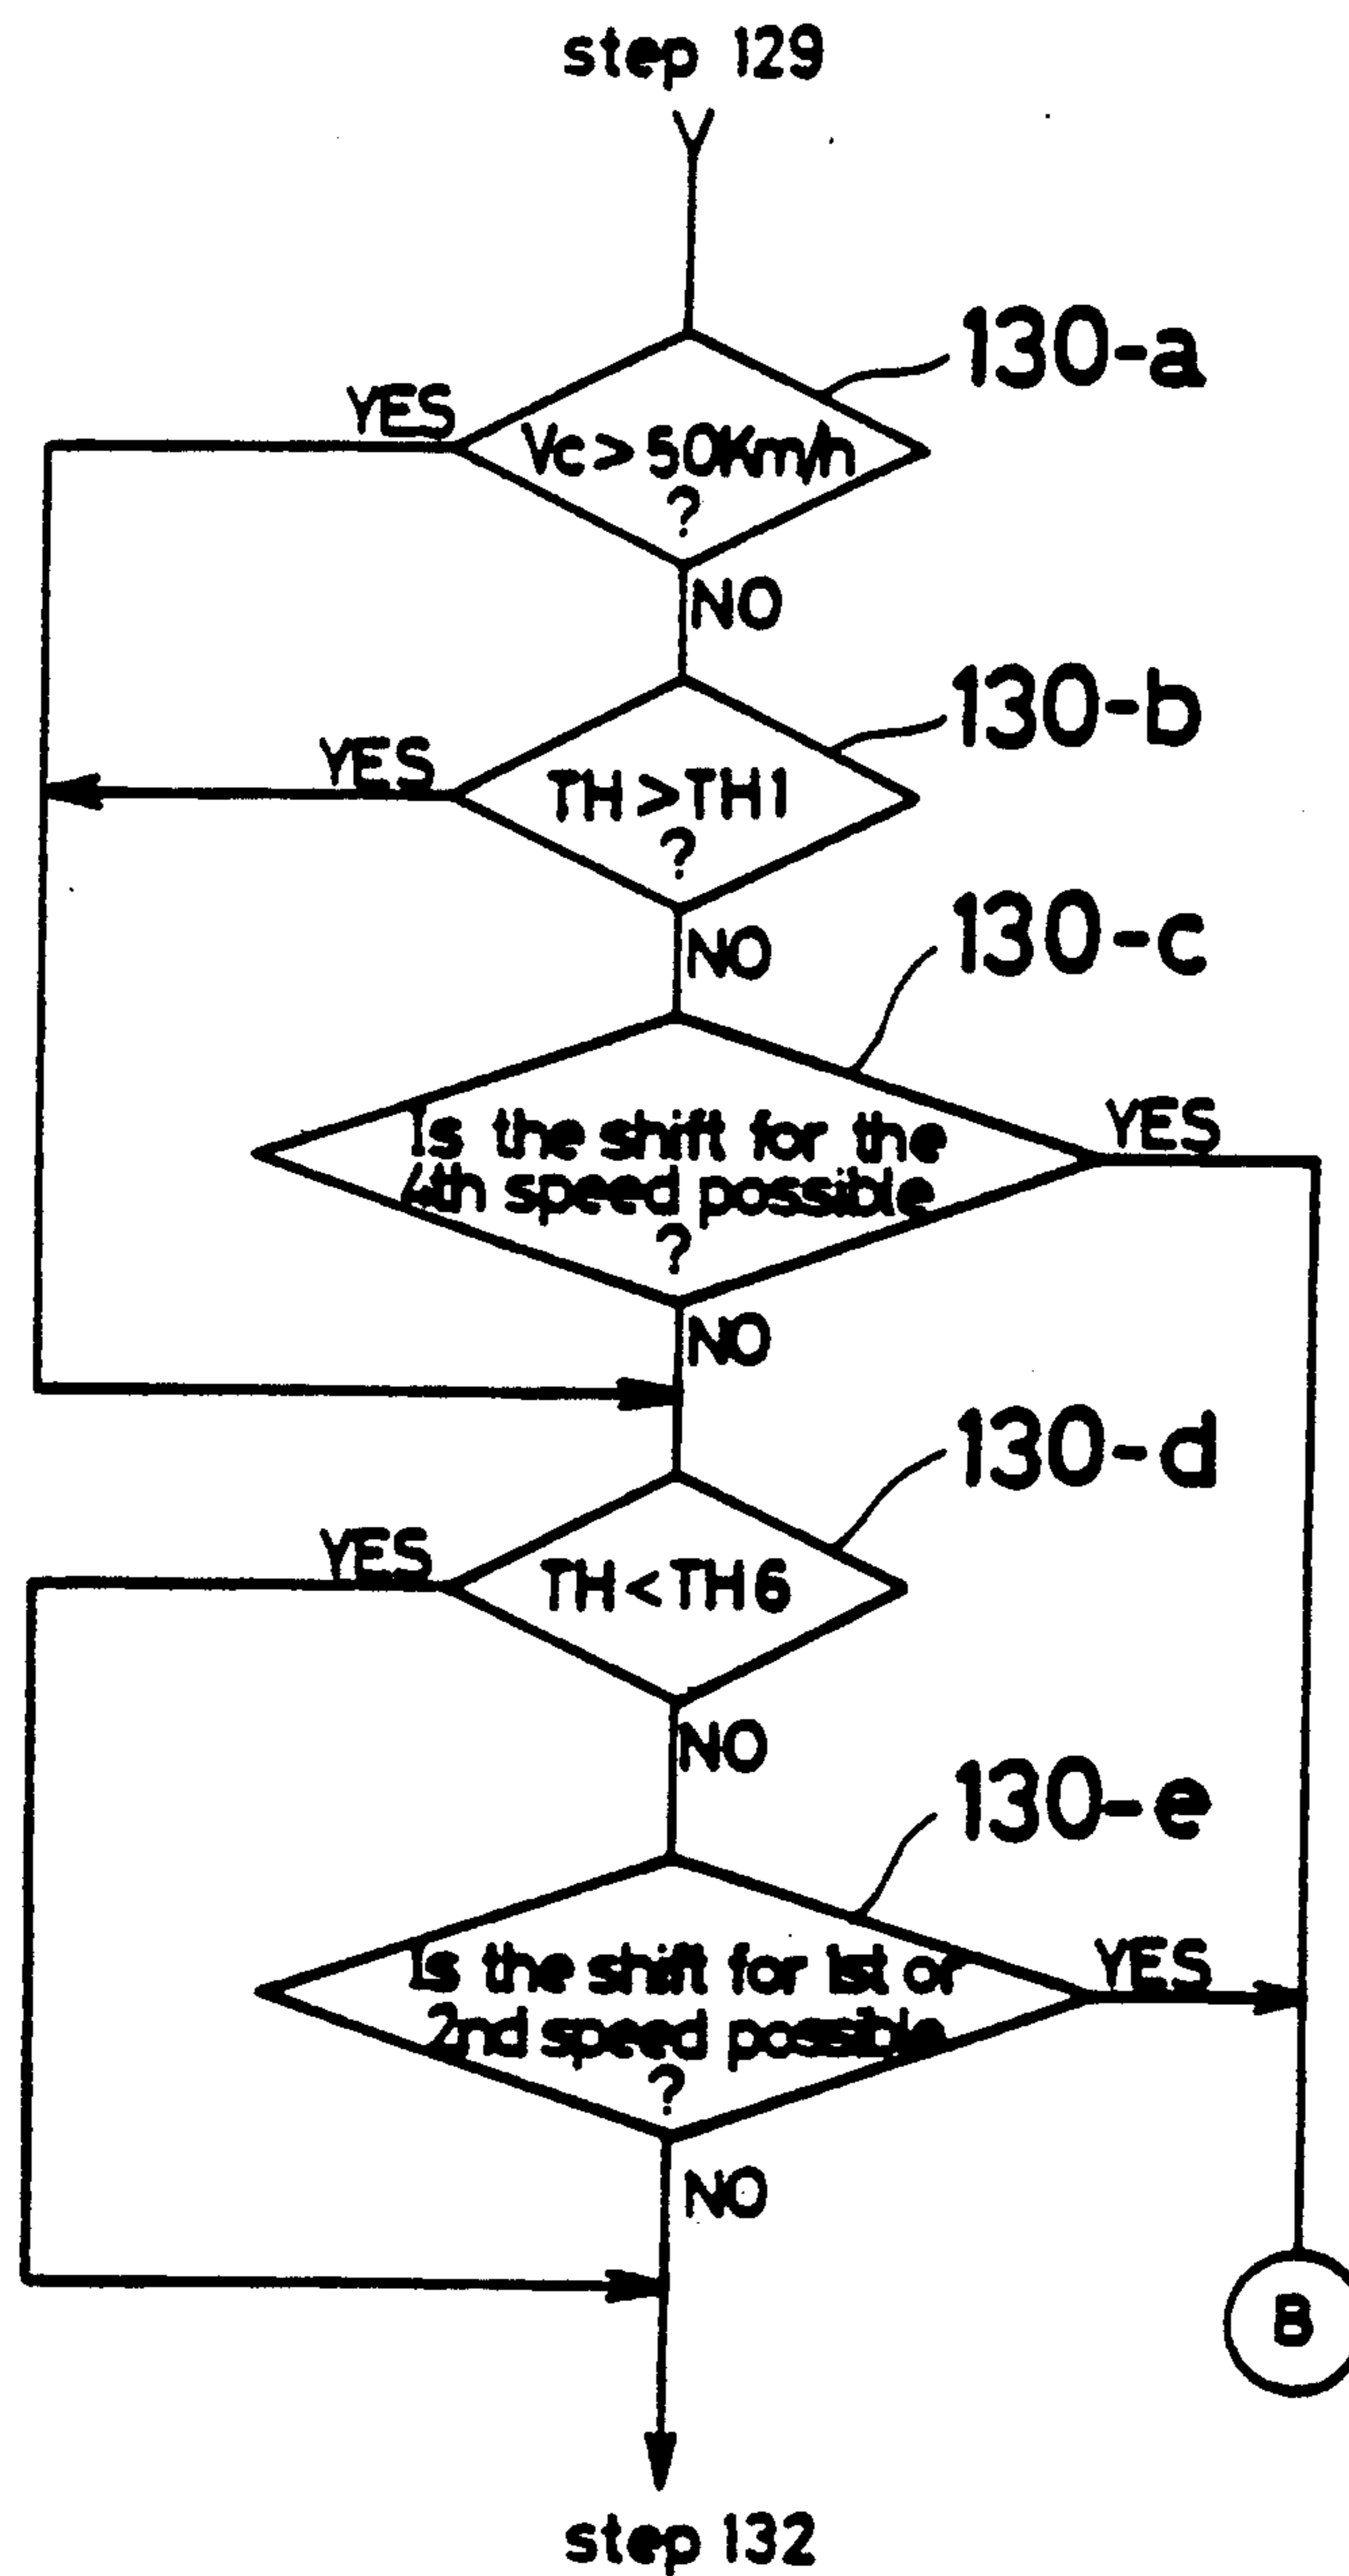 step 129
130-a
YES
Vc > 50Km/h
?
NO
130-b
YES
TH > TH1
?
NO
130-c
Is the shift for the
4th speed possible
?
YES
NO
130-d
YES
TH < TH6
NO
130-e
Is the shift for 1st or
2nd speed possible
?
YES
NO
B
step 132